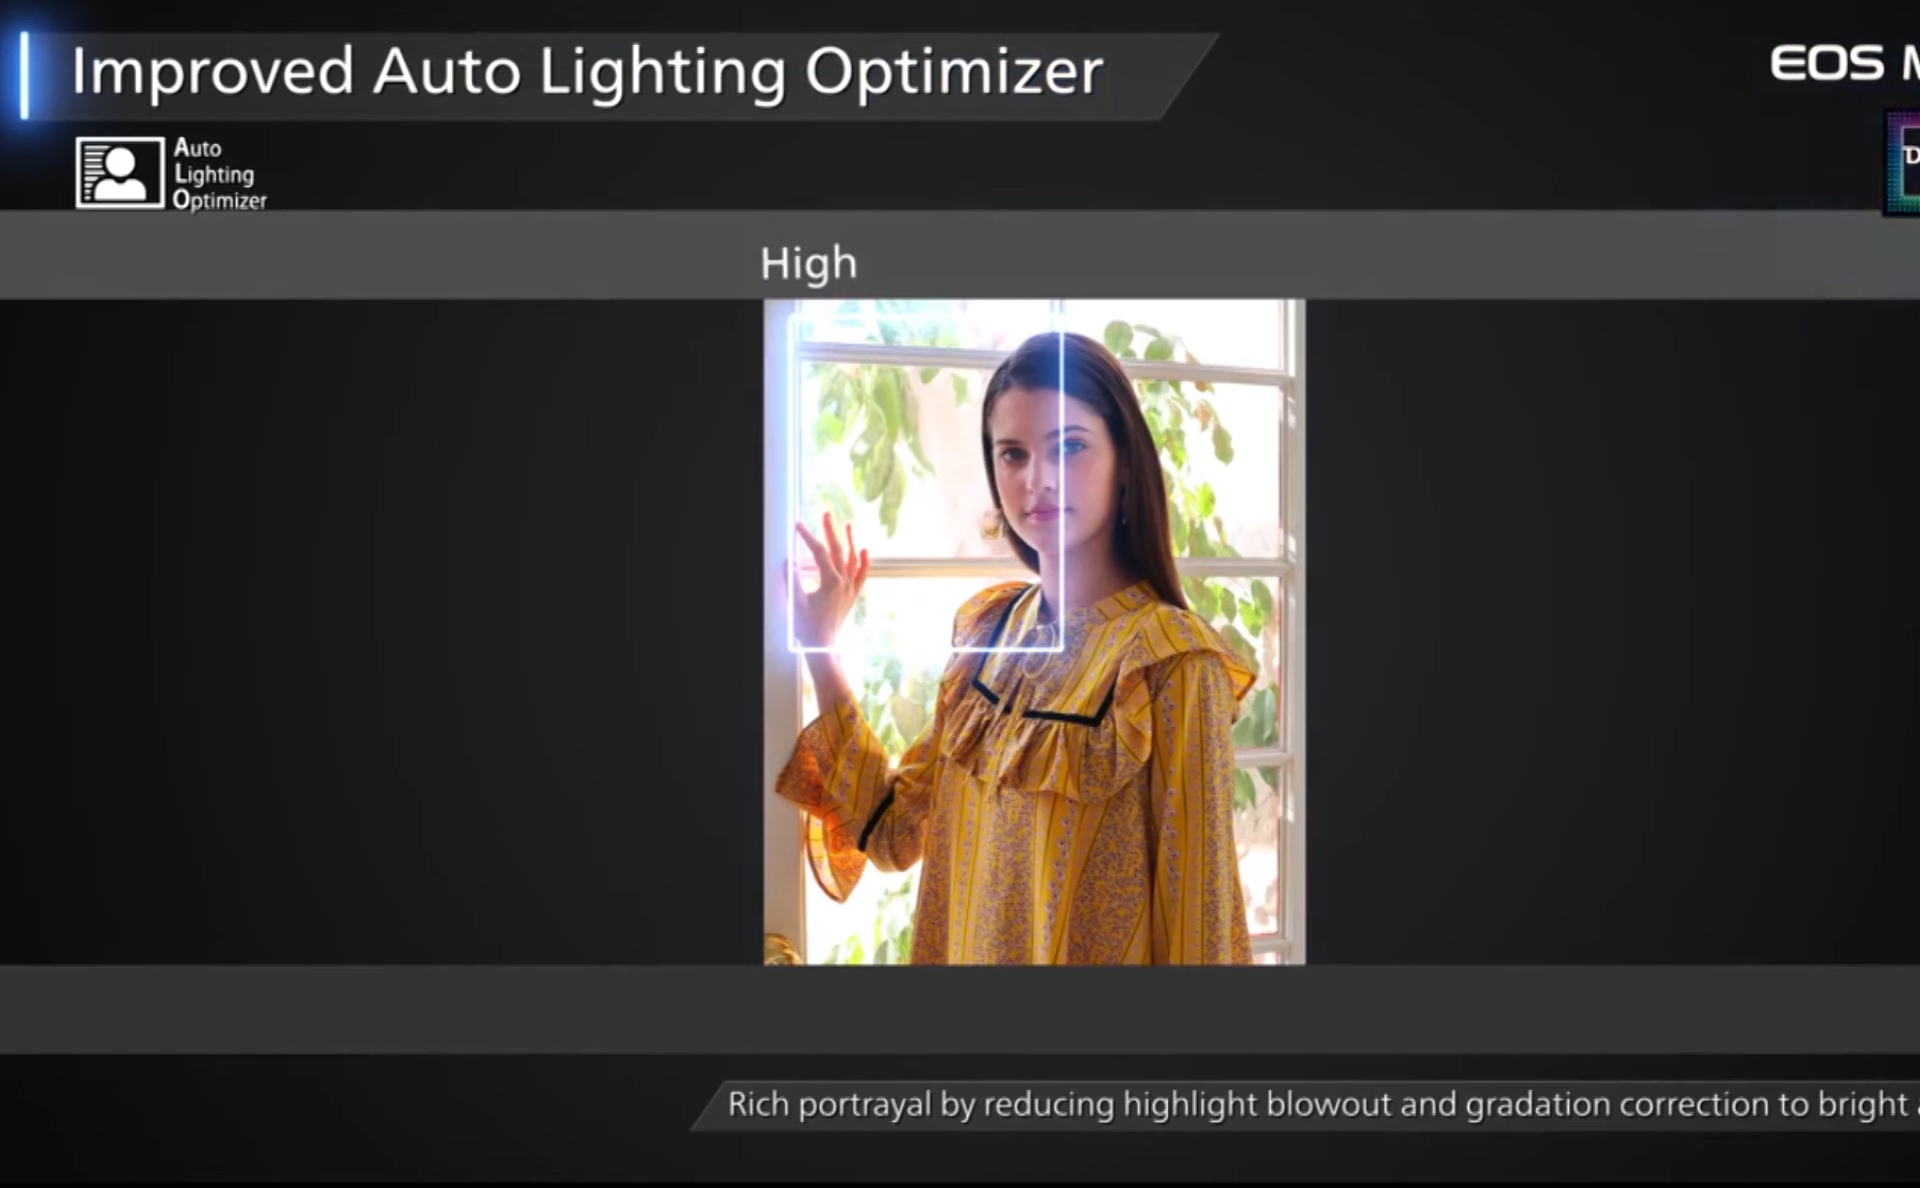 Improved Auto Lighting Optimizer
EOS
Auto
Lighting
Optimizer
High
Rich portrayal by reducing highlight blowout and gradation correction to bright